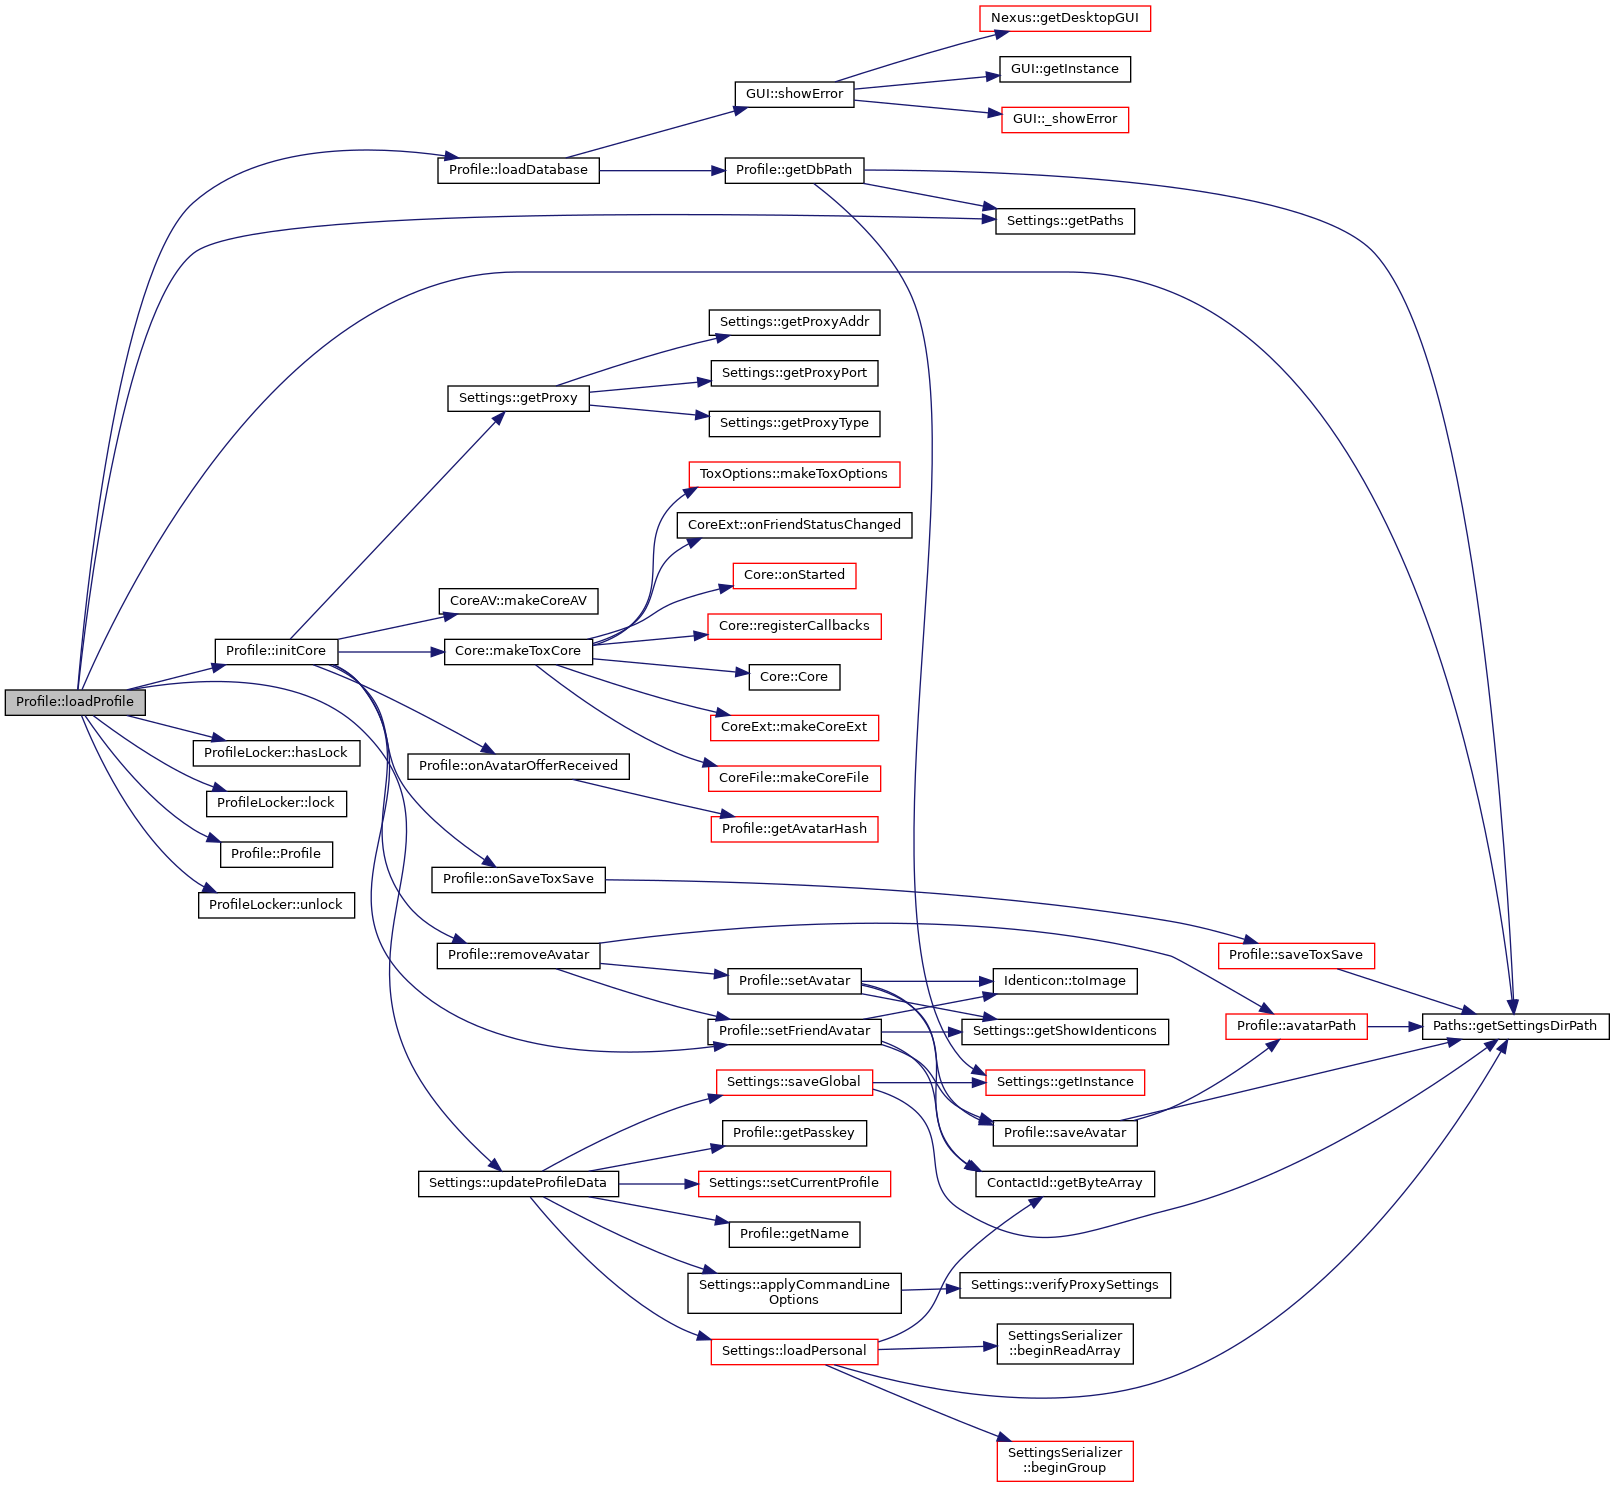 Nexus::getDesktopGUI
GUI::getInstance
GUI::showError
GUI::_showError
Profile::loadDatabase
Profile::getDbPath
Settings::getPaths
Settings::getProxyAddr
Settings::getProxyPort
Settings::getProxy
Settings::getProxyType
ToxOptions::makeToxOptions
CoreExt::onFriendStatusChanged
Core::onStarted
CoreAV::makeCoreAV
Core::registerCallbacks
Profile::initCore
Core::makeToxCore
Core::Core
Profile::loadProfile
CoreExt::makeCoreExt
ProfileLocker::hasLock
Profile::onAvatarOfferReceived
CoreFile::makeCoreFile
ProfileLocker::lock
Profile::getAvatarHash
Profile::Profile
Profile::onSaveToxSave
ProfileLocker::unlock
Profile::removeAvatar
Profile::saveToxSave
Profile::setAvatar
Identicon::toImage
Profile::setFriendAvatar
Settings::getShowIdenticons
Profile::avatarPath
Paths::getSettingsDirPath
Settings::saveGlobal
Settings::getInstance
Profile::getPasskey
Profile::saveAvatar
Settings::updateProfileData
Settings::setCurrentProfile
ContactId::getByteArray
Profile::getName
Settings::applyCommandLine
Options
Settings::verifyProxySettings
Settings::loadPersonal
SettingsSerializer
::beginReadArray
SettingsSerializer
::beginGroup